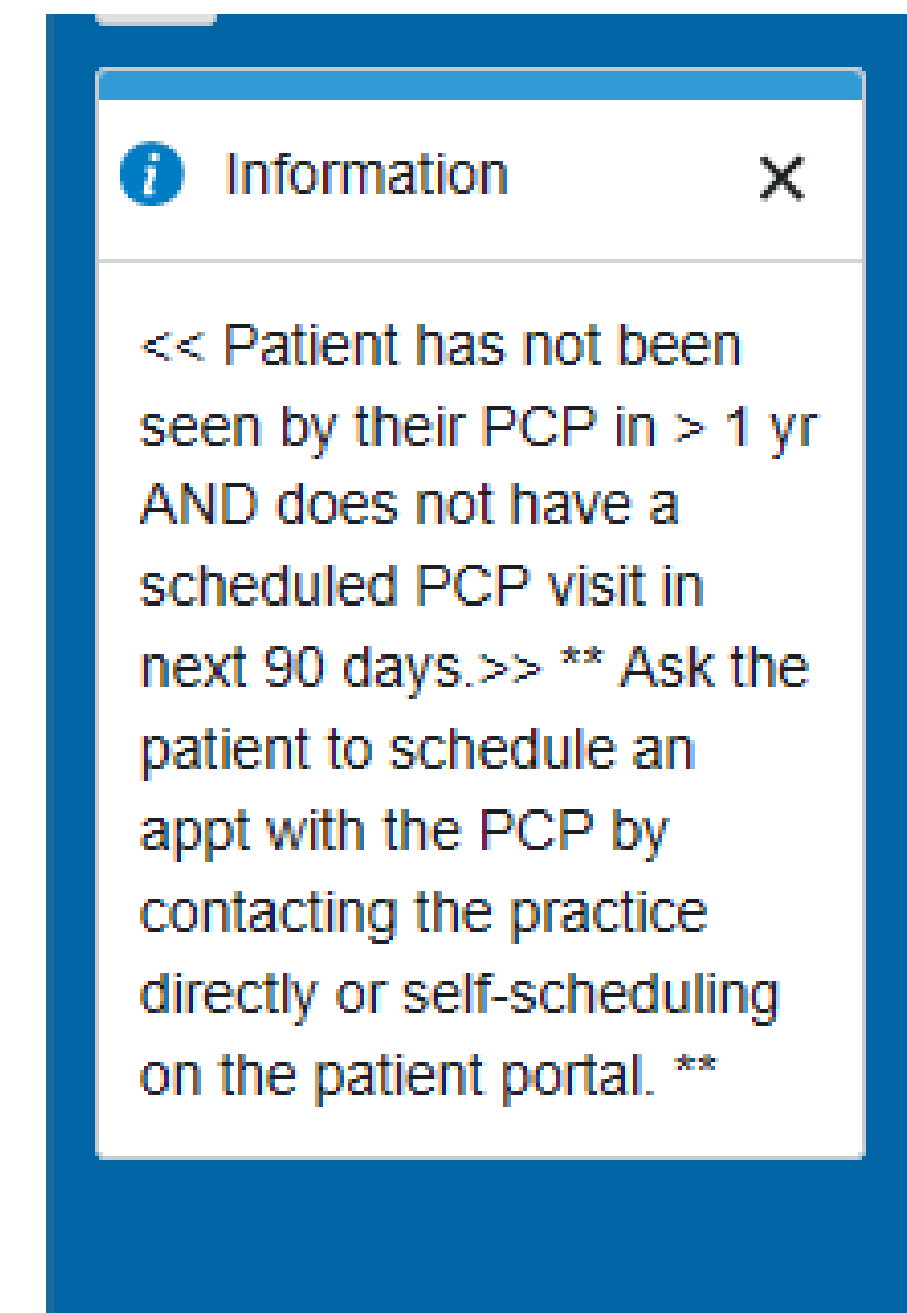 Information
<< Patient has not been
seen by their PCP in > 1 yr
AND does not have a
scheduled PCP visit in
next 90 days.>> ** Ask the
patient to schedule an
appt with the PCP by
contacting the practice
directly or self-scheduling
on the patient portal. **